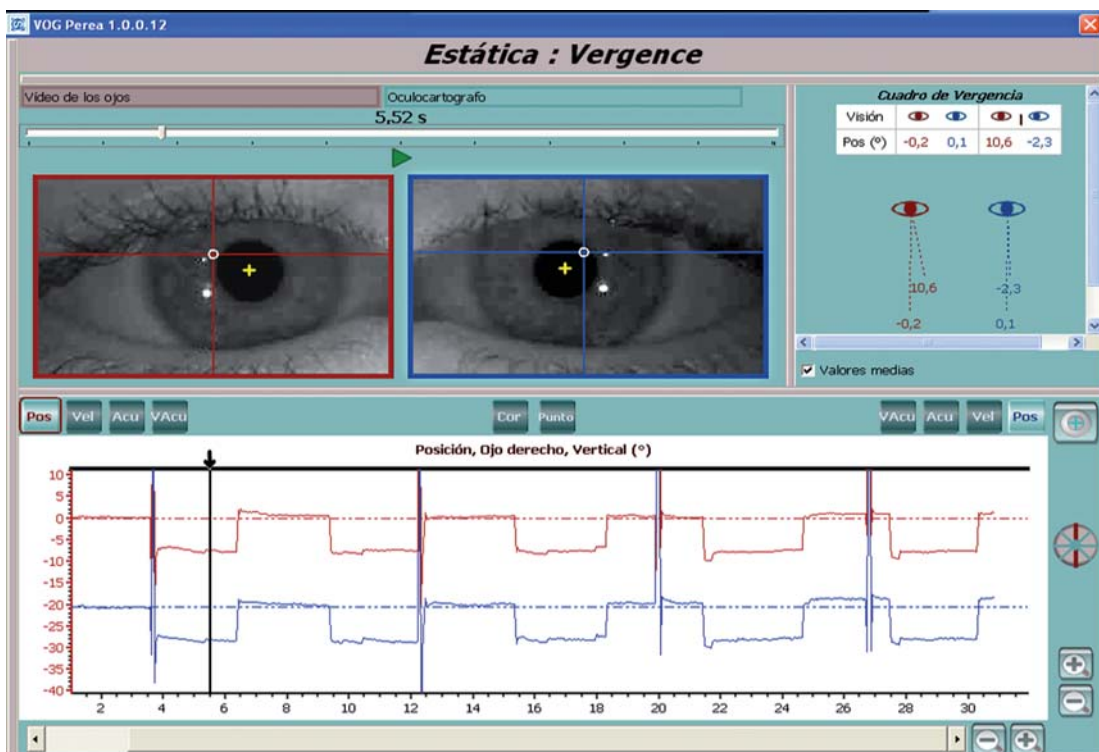 VOG Perea 1.0.0.12
Estática : Vergence
Vídeo de los ojos
Oculocartografo
5,52 s
Cuadro de Vergencia
Visión |
Pos (º) -0,2 0,1 10,6 -2,3
10,6 -2,3
-0,2 0,1
Valores medias
Pos Vel Acu VAcu Cor Punto VAcu Acu Vel Pos
Posición, Ojo derecho, Vertical (º)
10
5
0
-5
-10
-15
-20
-25
-30
-35
-40
2 4 6 8 10 12 14 16 18 20 22 24 26 28 30